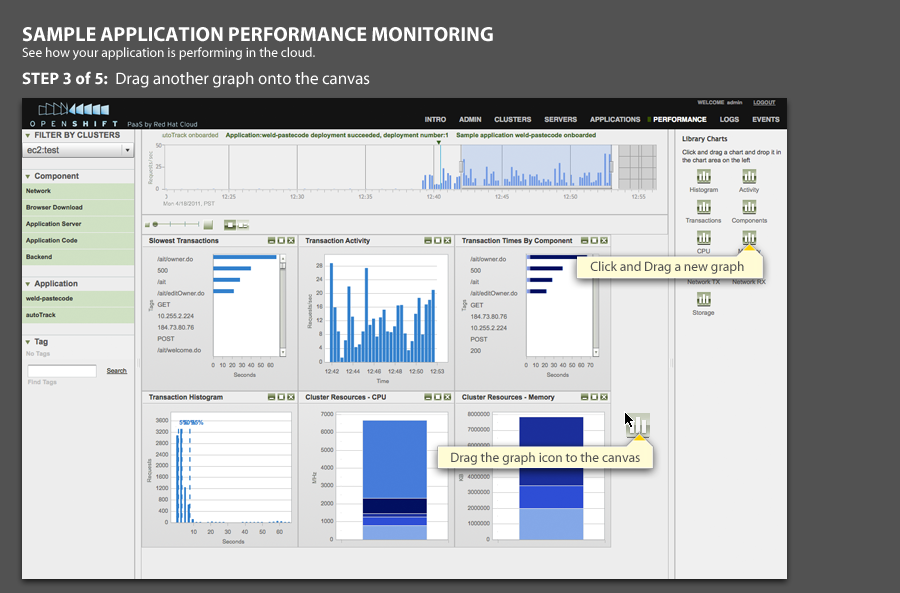 SAMPLE APPLICATION PERFORMANCE MONITORING
See how your application is performing in the cloud.
STEP 3 of 5: Drag another graph onto the canvas
WELCOME admin LOGOUT
OPENSHIFT PaaS by Red Hat Cloud
INTRO ADMIN CLUSTERS SERVERS APPLICATIONS PERFORMANCE LOGS EVENTS
FILTER BY CLUSTERS
ec2:test
Component
Network
Browser Download
Application Server
Application Code
Backend
Application
weld-pastecode
autoTrack
Tag
No Tags
Search
Find Tags
utoTrack onboarded Application:weld-pastecode deployment succeeded, deployment number:1 Sample application weld-pastecode onboarded
Requests/sec
50
25
0
12:25 12:30 12:35 12:40 12:45 12:50 12:55
Mon 4/18/2011, PST
Slowest Transactions
/ait/owner.do
500
/ait
/ait/editOwner.do
GET
10.255.2.224
184.73.80.76
POST
/ait/welcome.do
Tags
0 10 20 30 40 50 60
Seconds
Transaction Activity
Requests/sec
28
24
20
16
12
8
4
0
12:42 12:44 12:46 12:48 12:50 12:53
Time
Transaction Times By Component
/ait/owner.do
500
/ait
/ait/editOwner.do
GET
10.255.2.224
184.73.80.76
POST
200
Tags
0 10 20 30 40 50 60 70
Seconds
Transaction Histogram
Requests
3600
3200
2800
2400
2000
1600
1200
800
400
0
10 20 30 40 50 60
Seconds
Cluster Resources - CPU
MHz
7000
6000
5000
4000
3000
2000
1000
0
Cluster Resources - Memory
KB
8000000
7000000
3000000
2000000
1000000
0
Library Charts
Click and drag a chart and drop it in
the chart area on the left
Histogram Activity
Transactions Components
CPU
Click and Drag a new graph
Network TX Network RX
Storage
Drag the graph icon to the canvas